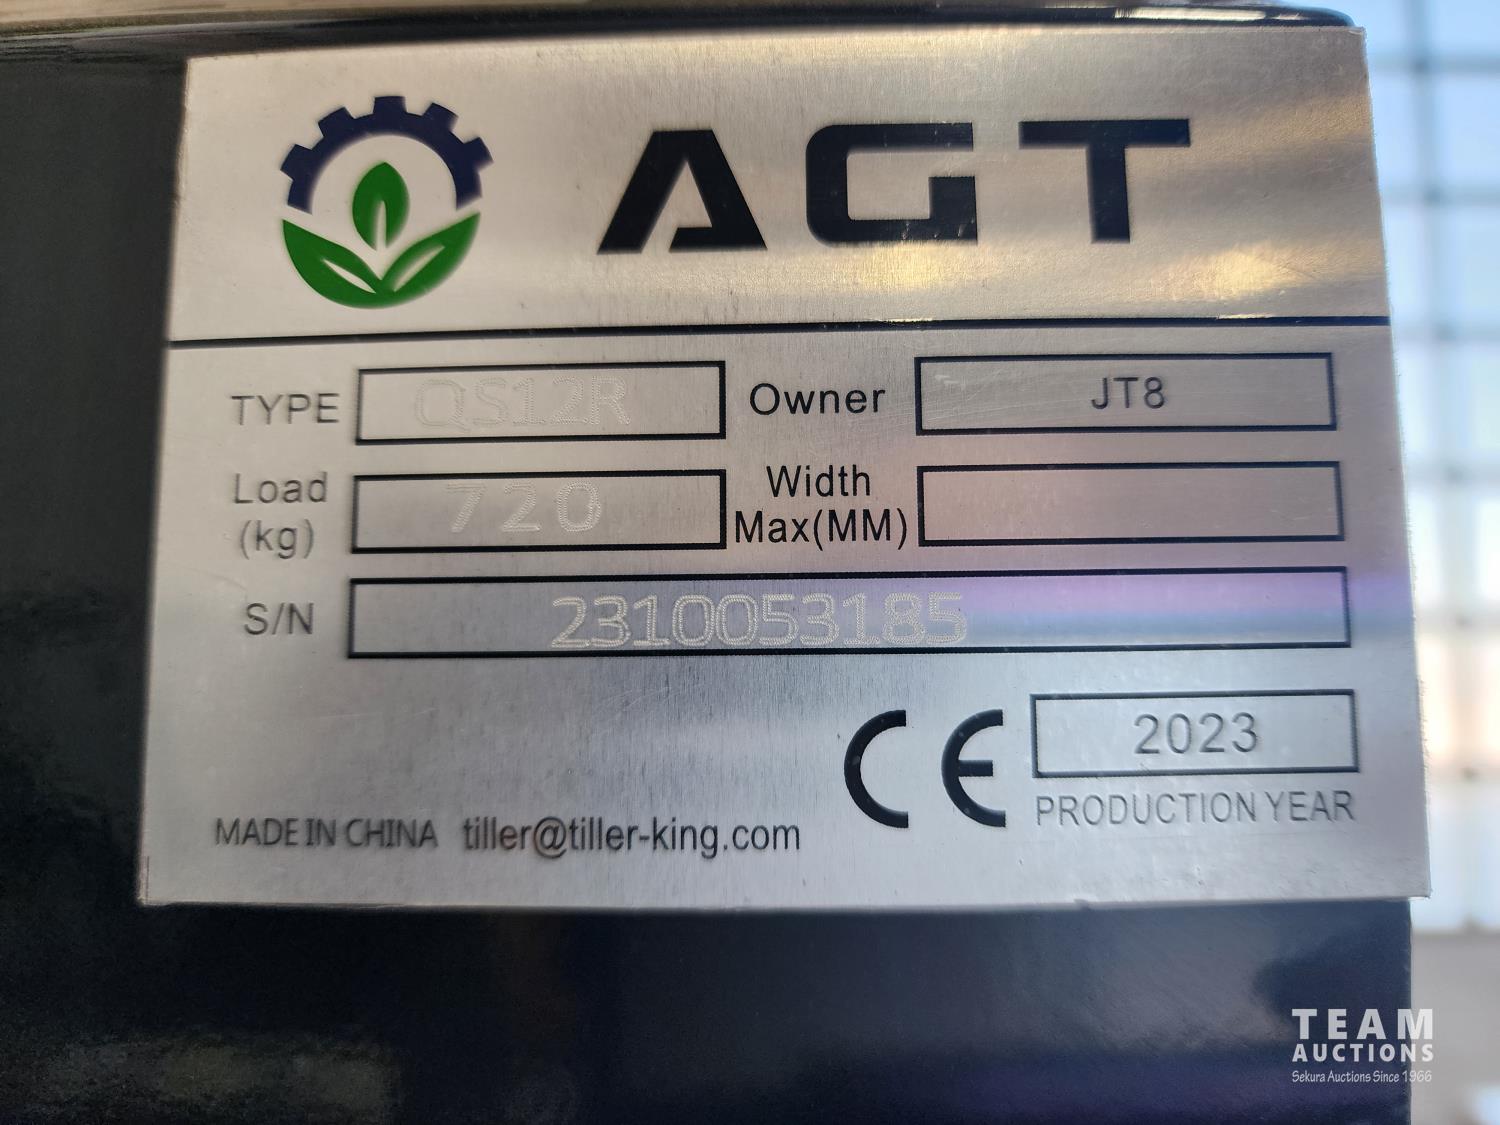 AGT
TYPE QS12R Owner JT8
Load (kg) 720 Width Max(MM)
S/N 2310053185
CE 2023
PRODUCTION YEAR
MADE IN CHINA tiller@tiller-king.com
TEAM
AUCTIONS
Sekura Auctions Since 1966